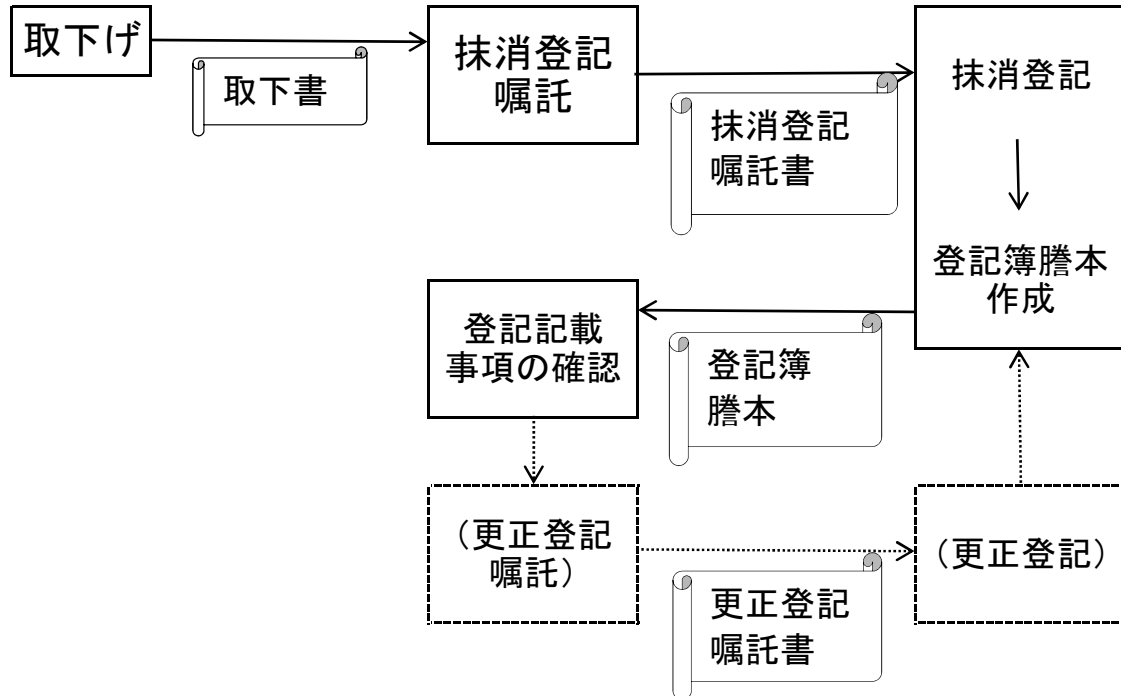 取下げ
取下書
抹消登記
嘱託
抹消登記
嘱託書
抹消登記
登記簿謄本
作成
登記記載
事項の確認
登記簿
謄本
（更正登記
嘱託）
更正登記
嘱託書
（更正登記）